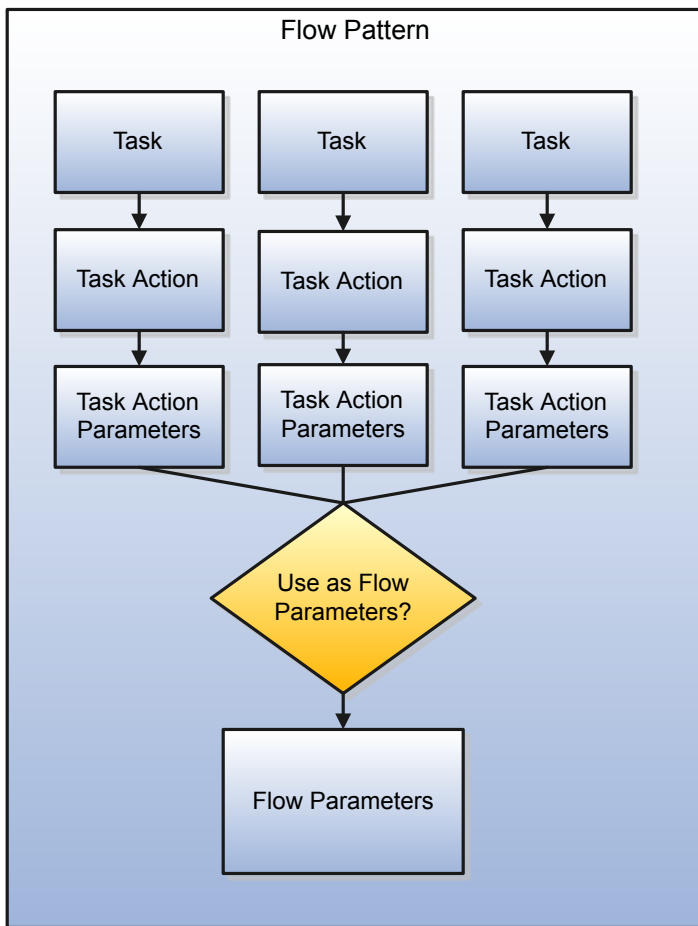 Flow Pattern
Task
Task
Task
Task Action
Task Action
Task Action
Task Action
Parameters
Task Action
Parameters
Task Action
Parameters
Use as Flow
Parameters?
Flow Parameters